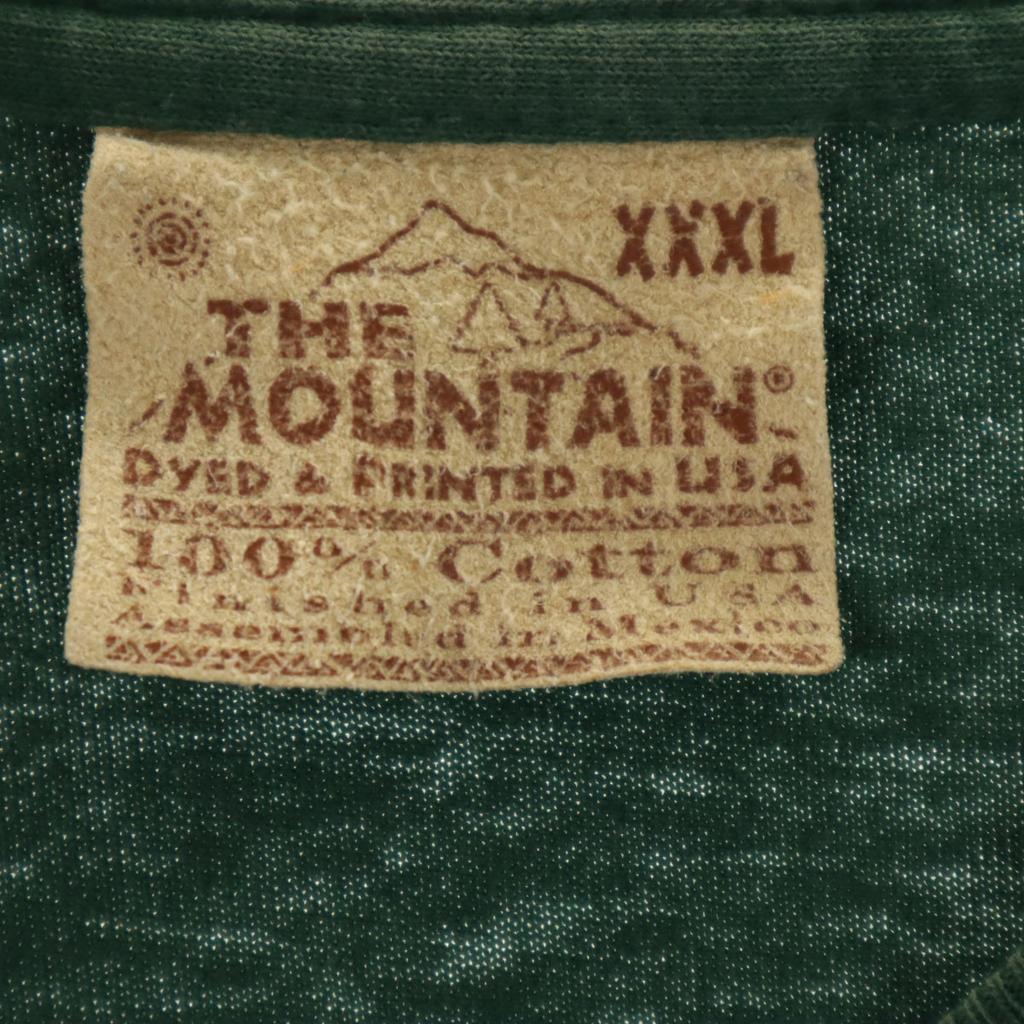 XXXL
THE
MOUNTAIN®
DYED & PRINTED IN USA
100% Cotton
Finished in USA
Assembled in Mexico